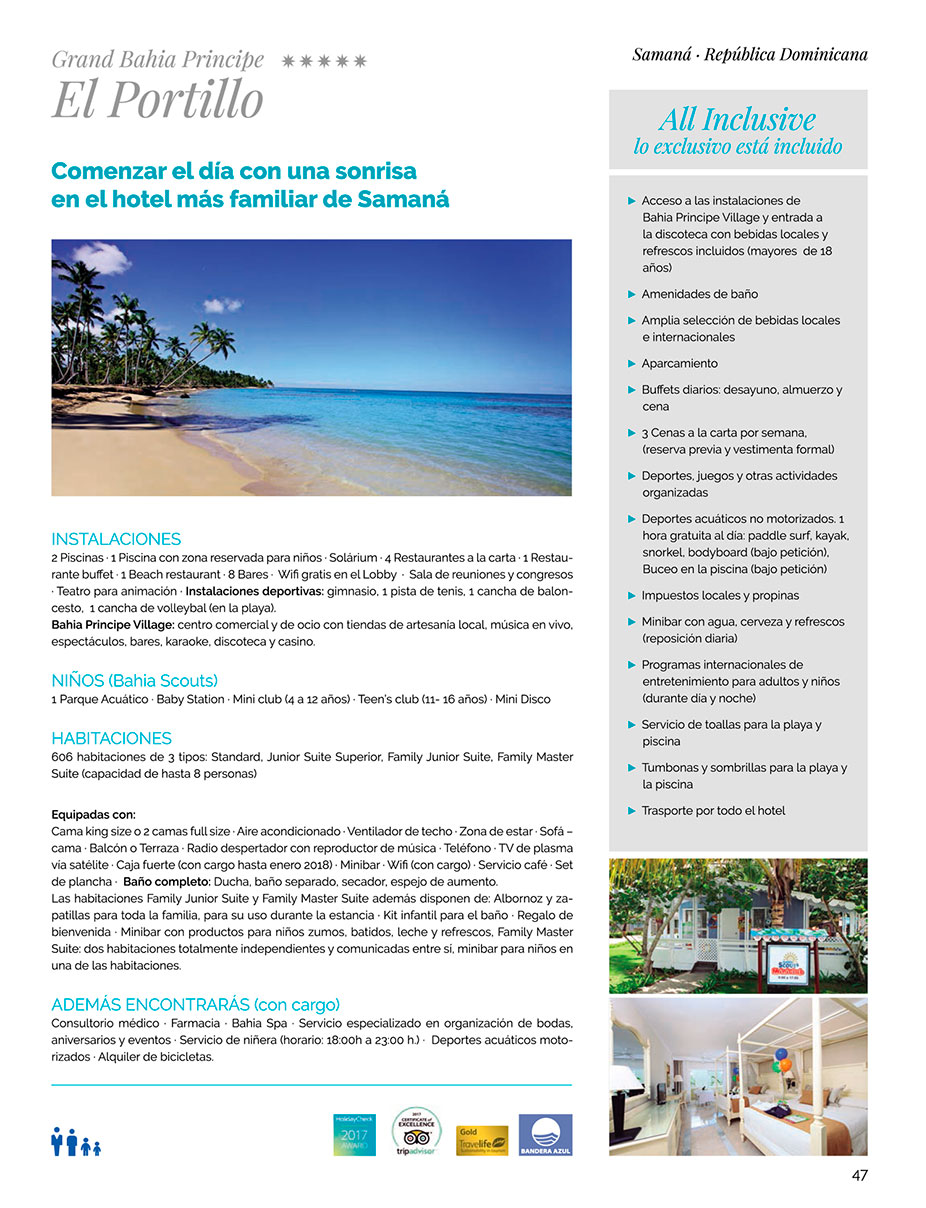 Grand Bahia Principe
El Portillo
Samaná · República Dominicana
Comenzar el día con una sonrisa
en el hotel más familiar de Samaná
INSTALACIONES
2 Piscinas · 1 Piscina con zona reservada para niños · Solárium · 4 Restaurantes a la carta · 1 Restau-
rante buffet · 1 Beach restaurant · 8 Bares · Wifi gratis en el Lobby · Sala de reuniones y congresos
· Teatro para animación · Instalaciones deportivas: gimnasio, 1 pista de tenis, 1 cancha de balon-
cesto, 1 cancha de volleybal (en la playa).
Bahia Principe Village: centro comercial y de ocio con tiendas de artesanía local, música en vivo,
espectáculos, bares, karaoke, discoteca y casino.
NIÑOS (Bahia Scouts)
1 Parque Acuático · Baby Station · Mini club (4 a 12 años) · Teen's club (11- 16 años) · Mini Disco
HABITACIONES
606 habitaciones de 3 tipos: Standard, Junior Suite Superior, Family Junior Suite, Family Master
Suite (capacidad de hasta 8 personas)
Equipadas con:
Cama king size o 2 camas full size · Aire acondicionado · Ventilador de techo · Zona de estar · Sofá –
cama · Balcón o Terraza · Radio despertador con reproductor de música · Teléfono · TV de plasma
vía satélite · Caja fuerte (con cargo hasta enero 2018) · Minibar · Wifi (con cargo) · Servicio café · Set
de plancha · Baño completo: Ducha, baño separado, secador, espejo de aumento.
Las habitaciones Family Junior Suite y Family Master Suite además disponen de: Albornoz y za-
patillas para toda la familia, para su uso durante la estancia · Kit infantil para el baño · Regalo de
bienvenida · Minibar con productos para niños zumos, batidos, leche y refrescos, Family Master
Suite: dos habitaciones totalmente independientes y comunicadas entre sí, minibar para niños en
una de las habitaciones.
ADEMÁS ENCONTRARÁS (con cargo)
Consultorio médico · Farmacia · Bahia Spa · Servicio especializado en organización de bodas,
aniversarios y eventos · Servicio de niñera (horario: 18:00h a 23:00 h.) · Deportes acuáticos moto-
rizados · Alquiler de bicicletas.
HolidayCheck
2017
AWARD
2017
CERTIFICATE of
EXCELLENCE
tripadvisor
Gold
Travelife
Sustainability in tourism
BANDERA AZUL
All Inclusive
lo exclusivo está incluido
Acceso a las instalaciones de
Bahia Principe Village y entrada a
la discoteca con bebidas locales y
refrescos incluidos (mayores de 18
años)
Amenidades de baño
Amplia selección de bebidas locales
e internacionales
Aparcamiento
Buffets diarios: desayuno, almuerzo y
cena
3 Cenas a la carta por semana,
(reserva previa y vestimenta formal)
Deportes, juegos y otras actividades
organizadas
Deportes acuáticos no motorizados. 1
hora gratuita al día: paddle surf, kayak,
snorkel, bodyboard (bajo petición),
Buceo en la piscina (bajo petición)
Impuestos locales y propinas
Minibar con agua, cerveza y refrescos
(reposición diaria)
Programas internacionales de
entretenimiento para adultos y niños
(durante día y noche)
Servicio de toallas para la playa y
piscina
Tumbonas y sombrillas para la playa y
la piscina
Trasporte por todo el hotel
47